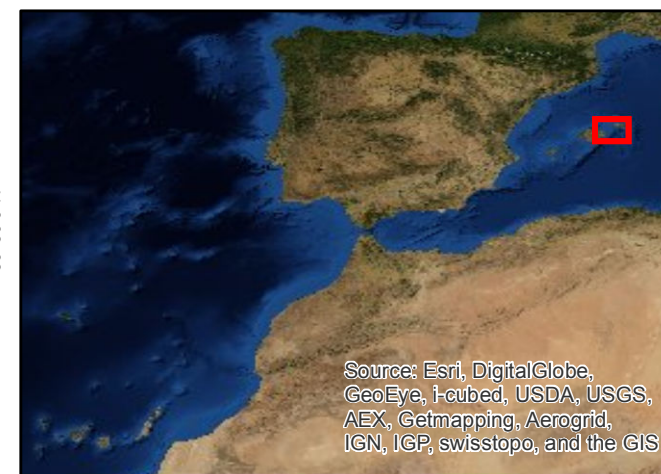 Source: Esri, DigitalGlobe,
GeoEye, i-cubed, USDA, USGS,
AEX, Getmapping, Aerogrid,
IGN, IGP, swisstopo, and the GIS